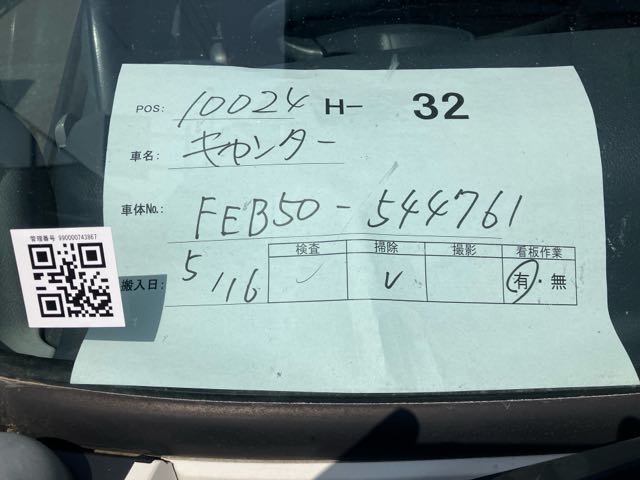 POS: 10024 H- 32
車名: キャンター
車体No.: FEB50-544761
管理番号 990000743867
搬入日: 5/16
検査 掃除 撮影 看板作業
✓ ✓ 有・無